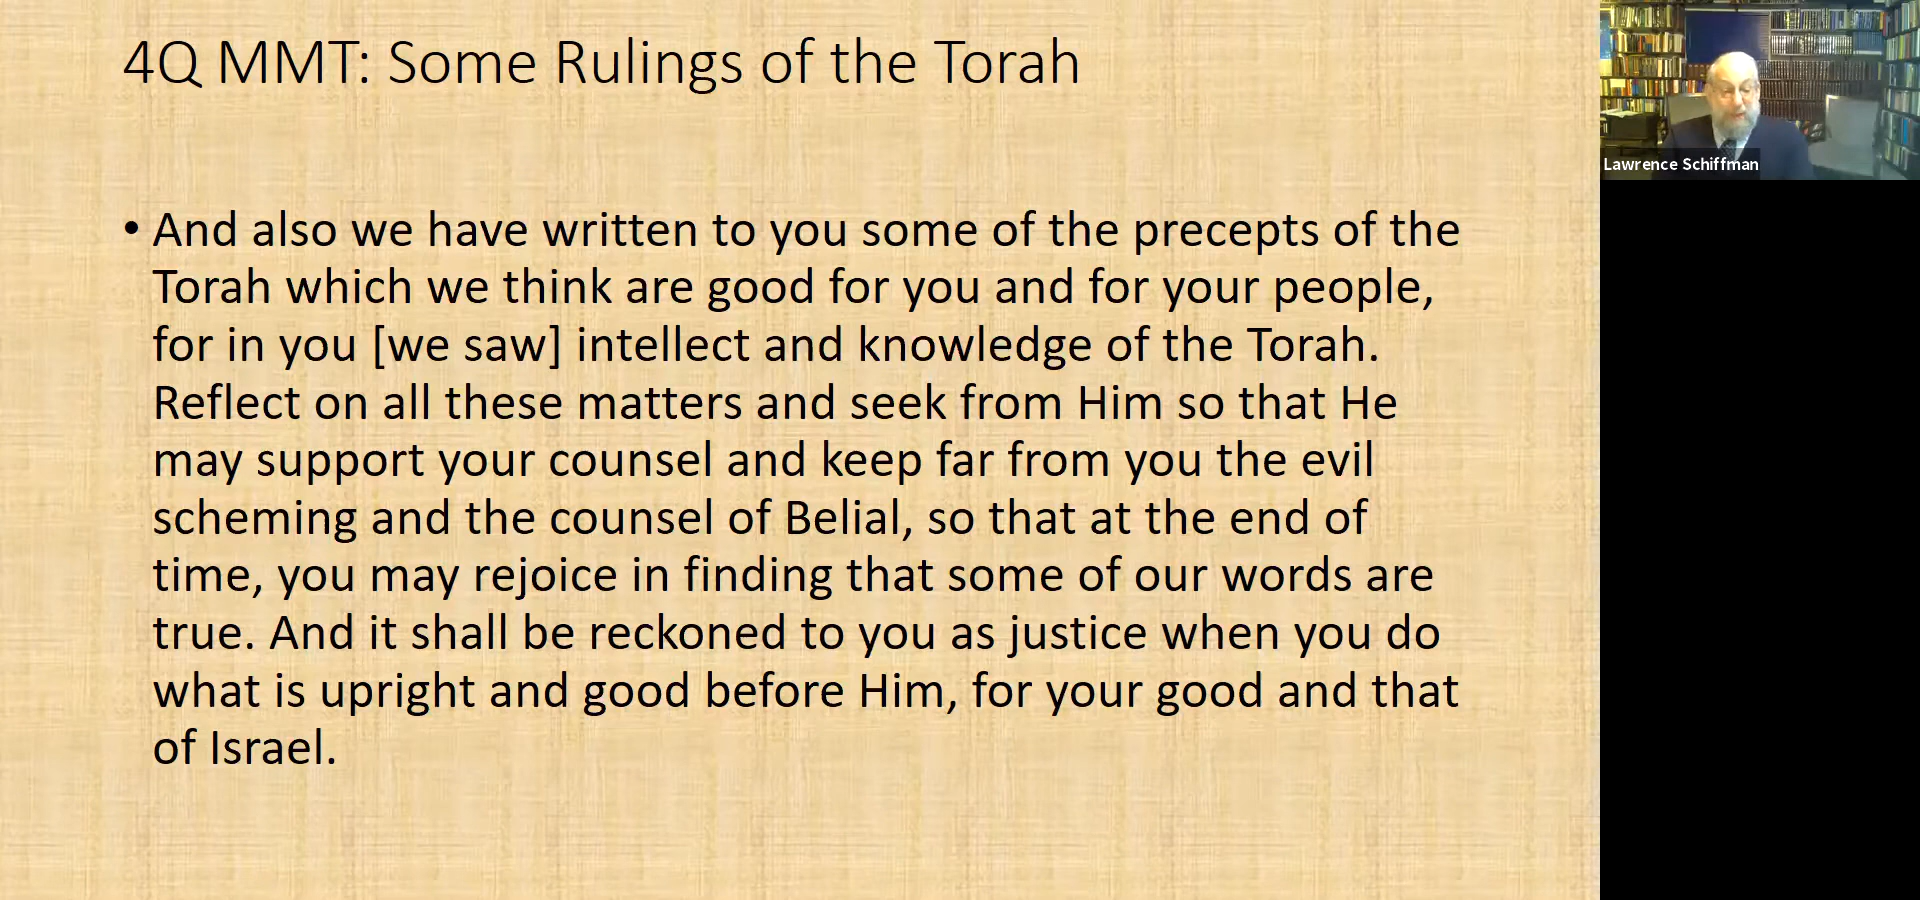 4Q MMT: Some Rulings of the Torah
• And also we have written to you some of the precepts of the
Torah which we think are good for you and for your people,
for in you [we saw] intellect and knowledge of the Torah.
Reflect on all these matters and seek from Him so that He
may support your counsel and keep far from you the evil
scheming and the counsel of Belial, so that at the end of
time, you may rejoice in finding that some of our words are
true. And it shall be reckoned to you as justice when you do
what is upright and good before Him, for your good and that
of Israel.
Lawrence Schiffman